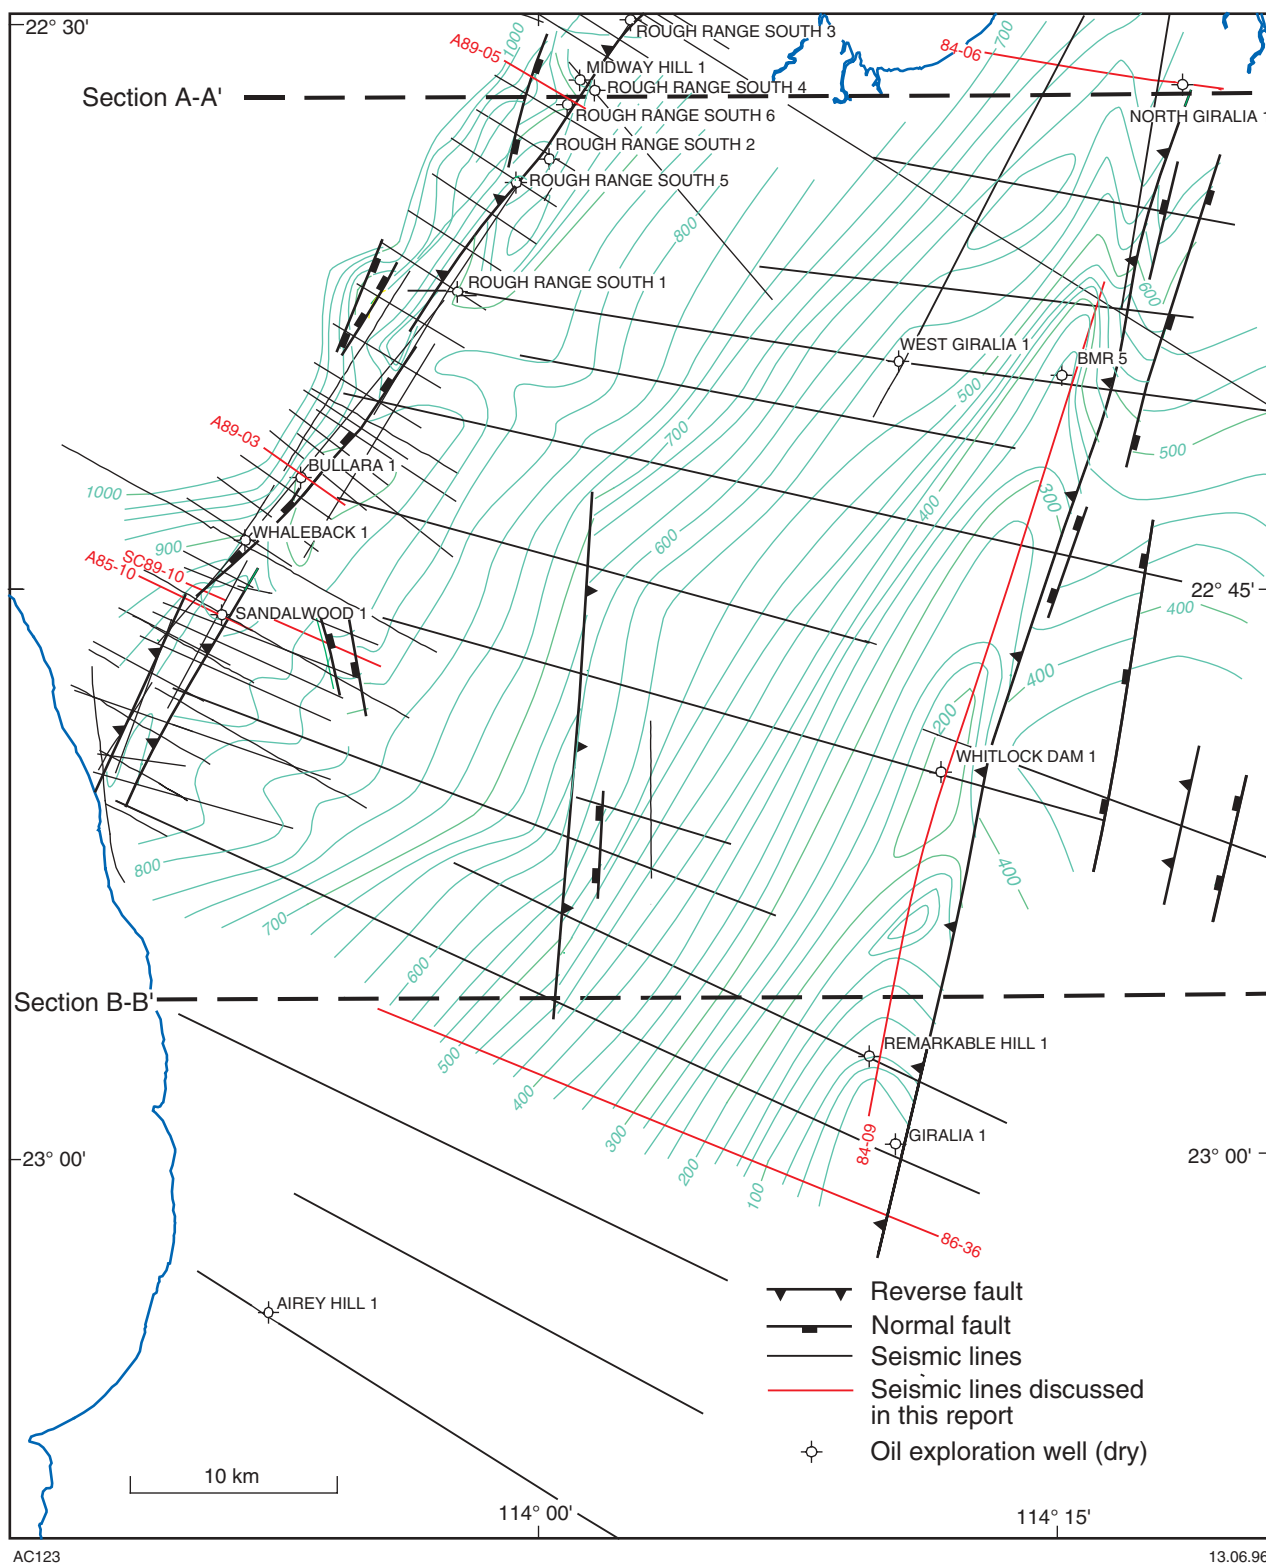 22° 30'
1000
A89-05
ROUGH RANGE SOUTH 3
700
84-06
MIDWAY HILL 1
ROUGH RANGE SOUTH 4
Section A-A'
ROUGH RANGE SOUTH 6
NORTH GIRALIA 1
ROUGH RANGE SOUTH 2
ROUGH RANGE SOUTH 5
800
ROUGH RANGE SOUTH 1
600
WEST GIRALIA 1
BMR 5
500
A89-03
700
500
BULLARA 1
1000
300
400
WHALEBACK 1
600
900
SC89-10
A85-10
22° 45'
SANDALWOOD 1
400
400
200
WHITLOCK DAM 1
800
400
700
600
Section B-B'
REMARKABLE HILL 1
500
400
GIRALIA 1
300
84-09
23° 00'
23° 00'
200
100
86-36
AIREY HILL 1
Reverse fault
Normal fault
Seismic lines
Seismic lines discussed
in this report
Oil exploration well (dry)
10 km
114° 00'
114° 15'
AC123
13.06.96